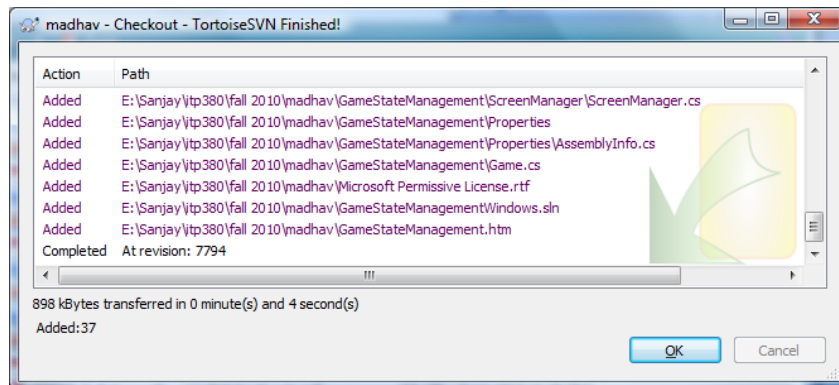 madhav - Checkout - TortoiseSVN Finished!
Action Path
Added E:\Sanjay\itp380\fall 2010\madhav\GameStateManagement\ScreenManager\ScreenManager.cs
Added E:\Sanjay\itp380\fall 2010\madhav\GameStateManagement\Properties
Added E:\Sanjay\itp380\fall 2010\madhav\GameStateManagement\Properties\AssemblyInfo.cs
Added E:\Sanjay\itp380\fall 2010\madhav\GameStateManagement\Game.cs
Added E:\Sanjay\itp380\fall 2010\madhav\Microsoft Permissive License.rtf
Added E:\Sanjay\itp380\fall 2010\madhav\GameStateManagementWindows.sln
Added E:\Sanjay\itp380\fall 2010\madhav\GameStateManagement.htm
Completed At revision: 7794
898 kBytes transferred in 0 minute(s) and 4 second(s)
Added:37
OK Cancel